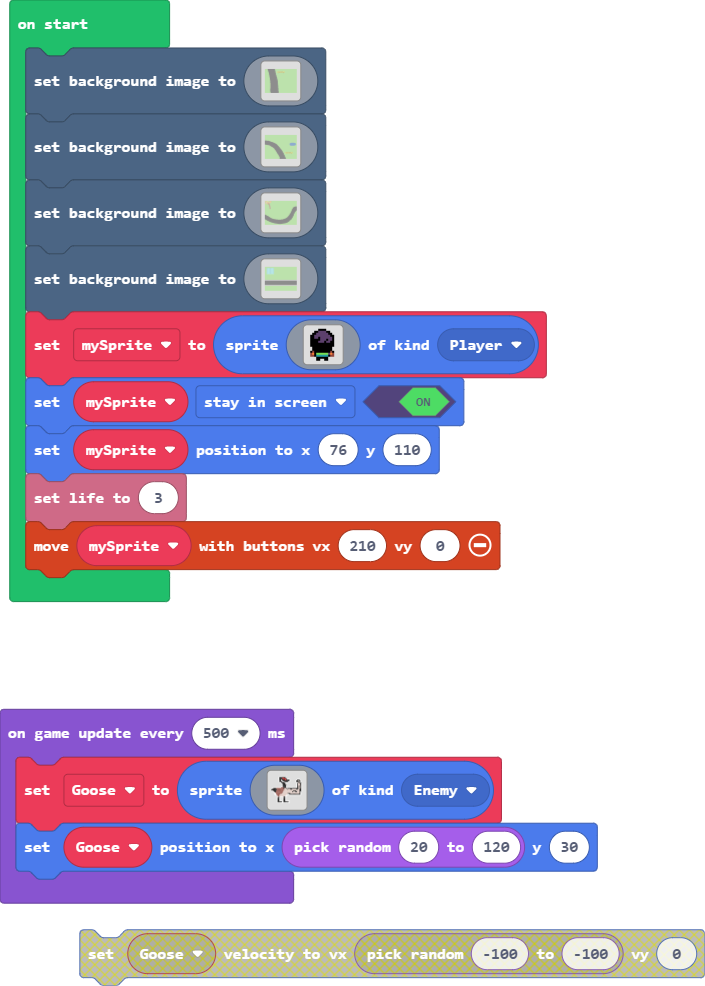 on start
set background image to
set background image to
set background image to
set background image to
set mySprite to sprite of kind Player
set mySprite stay in screen ON
set mySprite position to x 76 y 110
set life to 3
move mySprite with buttons vx 210 vy 0
on game update every 500 ms
set Goose to sprite of kind Enemy
set Goose position to x pick random 20 to 120 y 30
set Goose velocity to vx pick random -100 to -100 vy 0